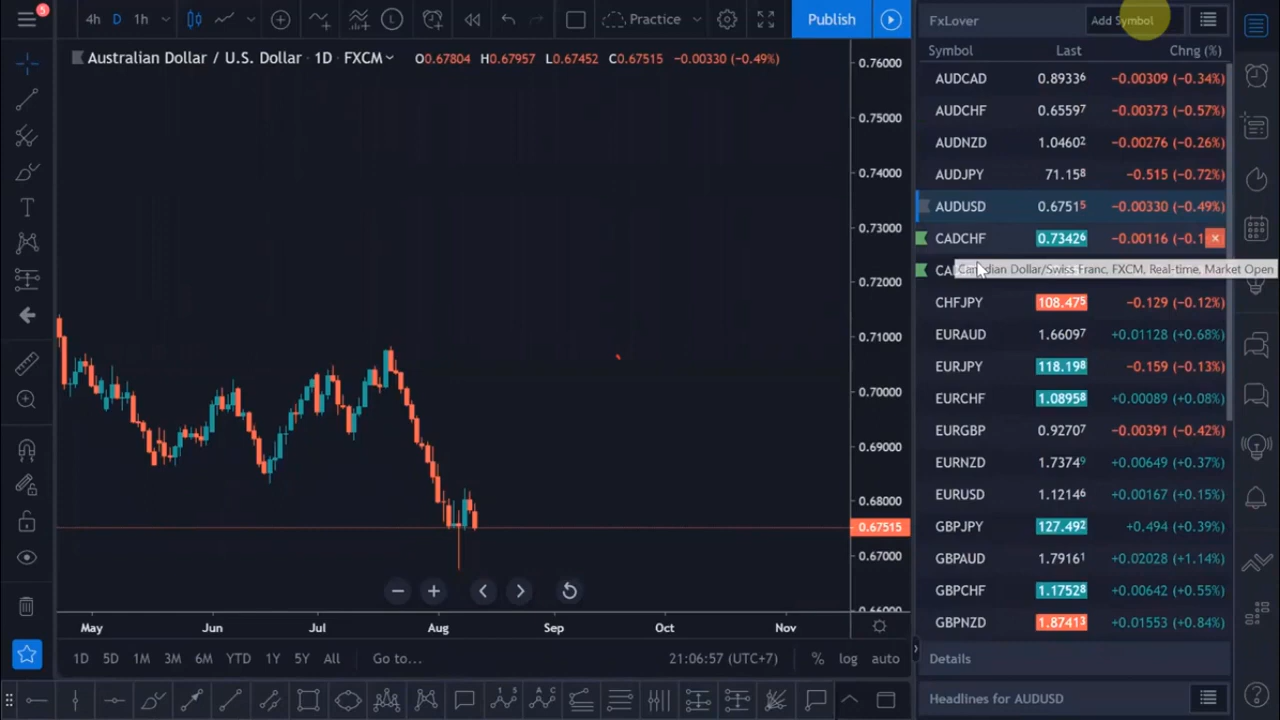 5
4h D 1h Practice Publish
FxLover Add Symbol
Symbol Last Chng (%)
Australian Dollar / U.S. Dollar · 1D FXCM O0.67804 H0.67957 L0.67452 C0.67515 −0.00330 (−0.49%)
0.76000
0.75000
0.74000
0.73000
0.72000
0.71000
0.70000
0.69000
0.68000
0.67515
0.67000
0.66000
AUDCAD 0.89336 −0.00309 (−0.34%)
AUDCHF 0.65597 −0.00373 (−0.57%)
AUDNZD 1.04602 −0.00276 (−0.26%)
AUDJPY 71.158 −0.515 (−0.72%)
AUDUSD 0.67515 −0.00330 (−0.49%)
CADCHF 0.73426 −0.00116 (−0.1
CA
Canadian Dollar/Swiss Franc, FXCM, Real-time, Market Open
CHFJPY 108.475 −0.129 (−0.12%)
EURAUD 1.66097 +0.01128 (+0.68%)
EURJPY 118.198 −0.159 (−0.13%)
EURCHF 1.08958 +0.00089 (+0.08%)
EURGBP 0.92707 −0.00391 (−0.42%)
EURNZD 1.73749 +0.00649 (+0.37%)
EURUSD 1.12146 +0.00167 (+0.15%)
GBPJPY 127.492 +0.494 (+0.39%)
GBPAUD 1.79161 +0.02028 (+1.14%)
GBPCHF 1.17528 +0.00642 (+0.55%)
GBPNZD 1.87413 +0.01553 (+0.84%)
May Jun Jul Aug Sep Oct Nov
1D 5D 1M 3M 6M YTD 1Y 5Y All Go to... 21:06:57 (UTC+7) % log auto
Details
Headlines for AUDUSD